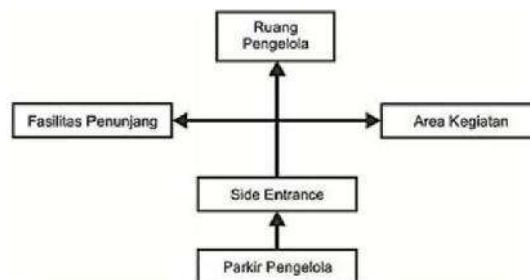 Ruang
Pengelola
Fasilitas Penunjang
Area Kegiatan
Side Entrance
Parkir Pengelola